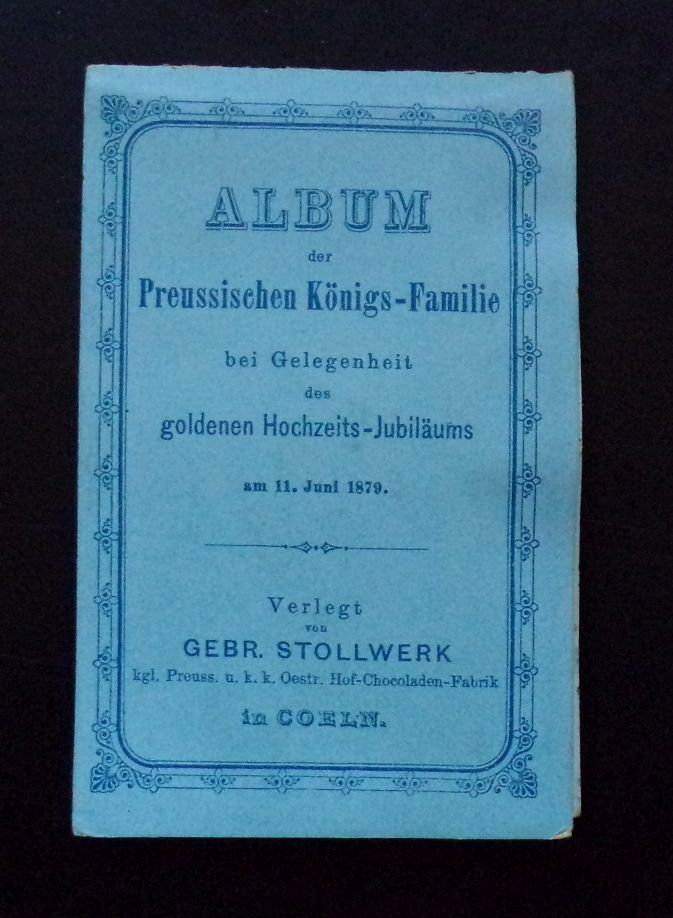 ALBUM
der
Preussischen Königs-Familie
bei Gelegenheit
des
goldenen Hochzeits-Jubiläums
am 11. Juni 1879.
Verlegt
von
GEBR. STOLLWERK
kgl. Preuss. u. k. k. Oestr. Hof-Chocoladen-Fabrik
in COELN.